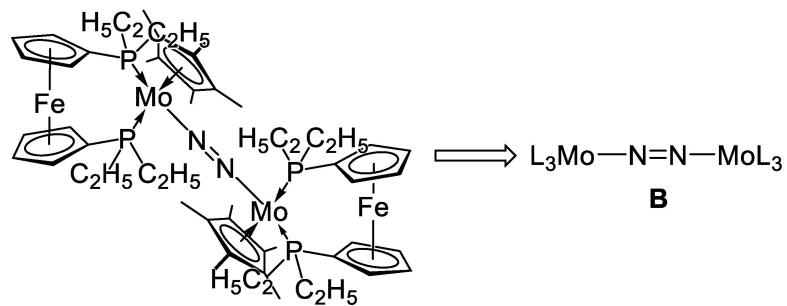 H₅C₂ C₂H₅
P
Mo
Fe
P
C₂H₅ C₂H₅
N=N
H₅C₂ C₂H₅
P
Mo
Fe
P
H₅C₂
C₂H₅
L₃Mo—N=N—MoL₃
B